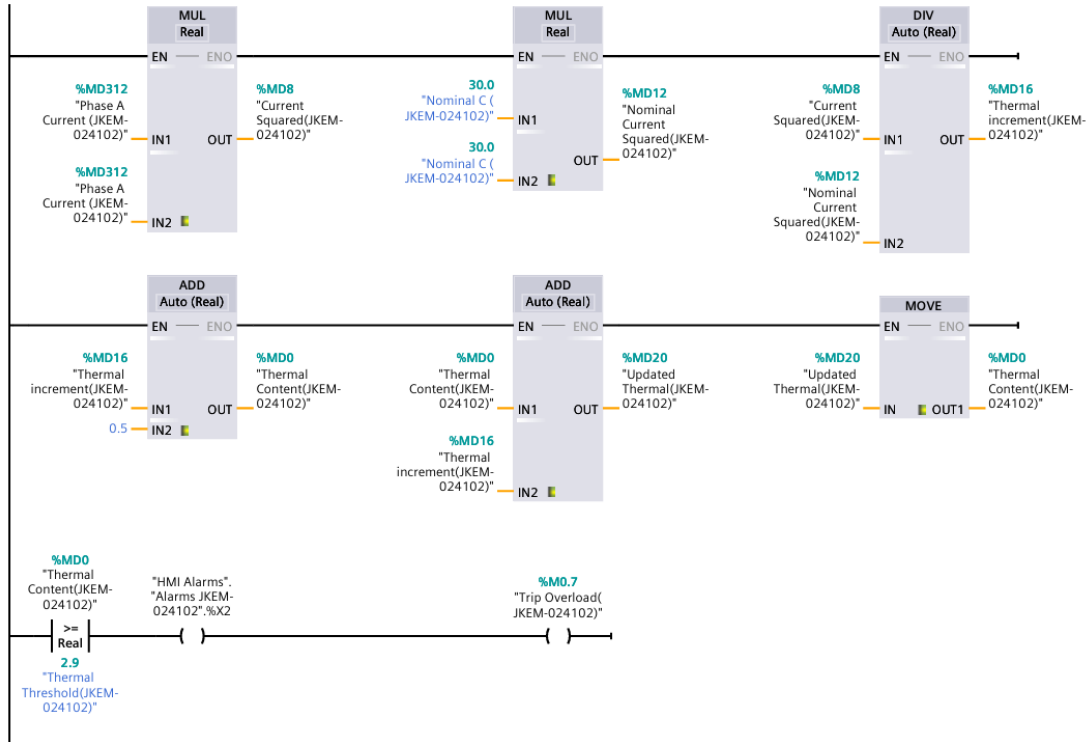 MUL
Real
EN
ENO
%MD312
"Phase A
Current (JKEM-
024102)"
IN1
%MD312
"Phase A
Current (JKEM-
024102)"
IN2
OUT
%MD8
"Current
Squared(JKEM-
024102)"
MUL
Real
EN
ENO
30.0
"Nominal C (
JKEM-024102)"
IN1
30.0
"Nominal C (
JKEM-024102)"
IN2
OUT
%MD12
"Nominal
Current
Squared(JKEM-
024102)"
DIV
Auto (Real)
EN
ENO
%MD8
"Current
Squared(JKEM-
024102)"
IN1
%MD12
"Nominal
Current
Squared(JKEM-
024102)"
IN2
OUT
%MD16
"Thermal
increment(JKEM-
024102)"
ADD
Auto (Real)
EN
ENO
%MD16
"Thermal
increment(JKEM-
024102)"
IN1
0.5
IN2
OUT
%MD0
"Thermal
Content(JKEM-
024102)"
ADD
Auto (Real)
EN
ENO
%MD0
"Thermal
Content(JKEM-
024102)"
IN1
%MD16
"Thermal
increment(JKEM-
024102)"
IN2
OUT
%MD20
"Updated
Thermal(JKEM-
024102)"
MOVE
EN
ENO
%MD20
"Updated
Thermal(JKEM-
024102)"
IN
OUT1
%MD0
"Thermal
Content(JKEM-
024102)"
%MD0
"Thermal
Content(JKEM-
024102)"
>=
Real
2.9
"Thermal
Threshold(JKEM-
024102)"
"HMI Alarms".
"Alarms JKEM-
024102".%X2
%M0.7
"Trip Overload(
JKEM-024102)"